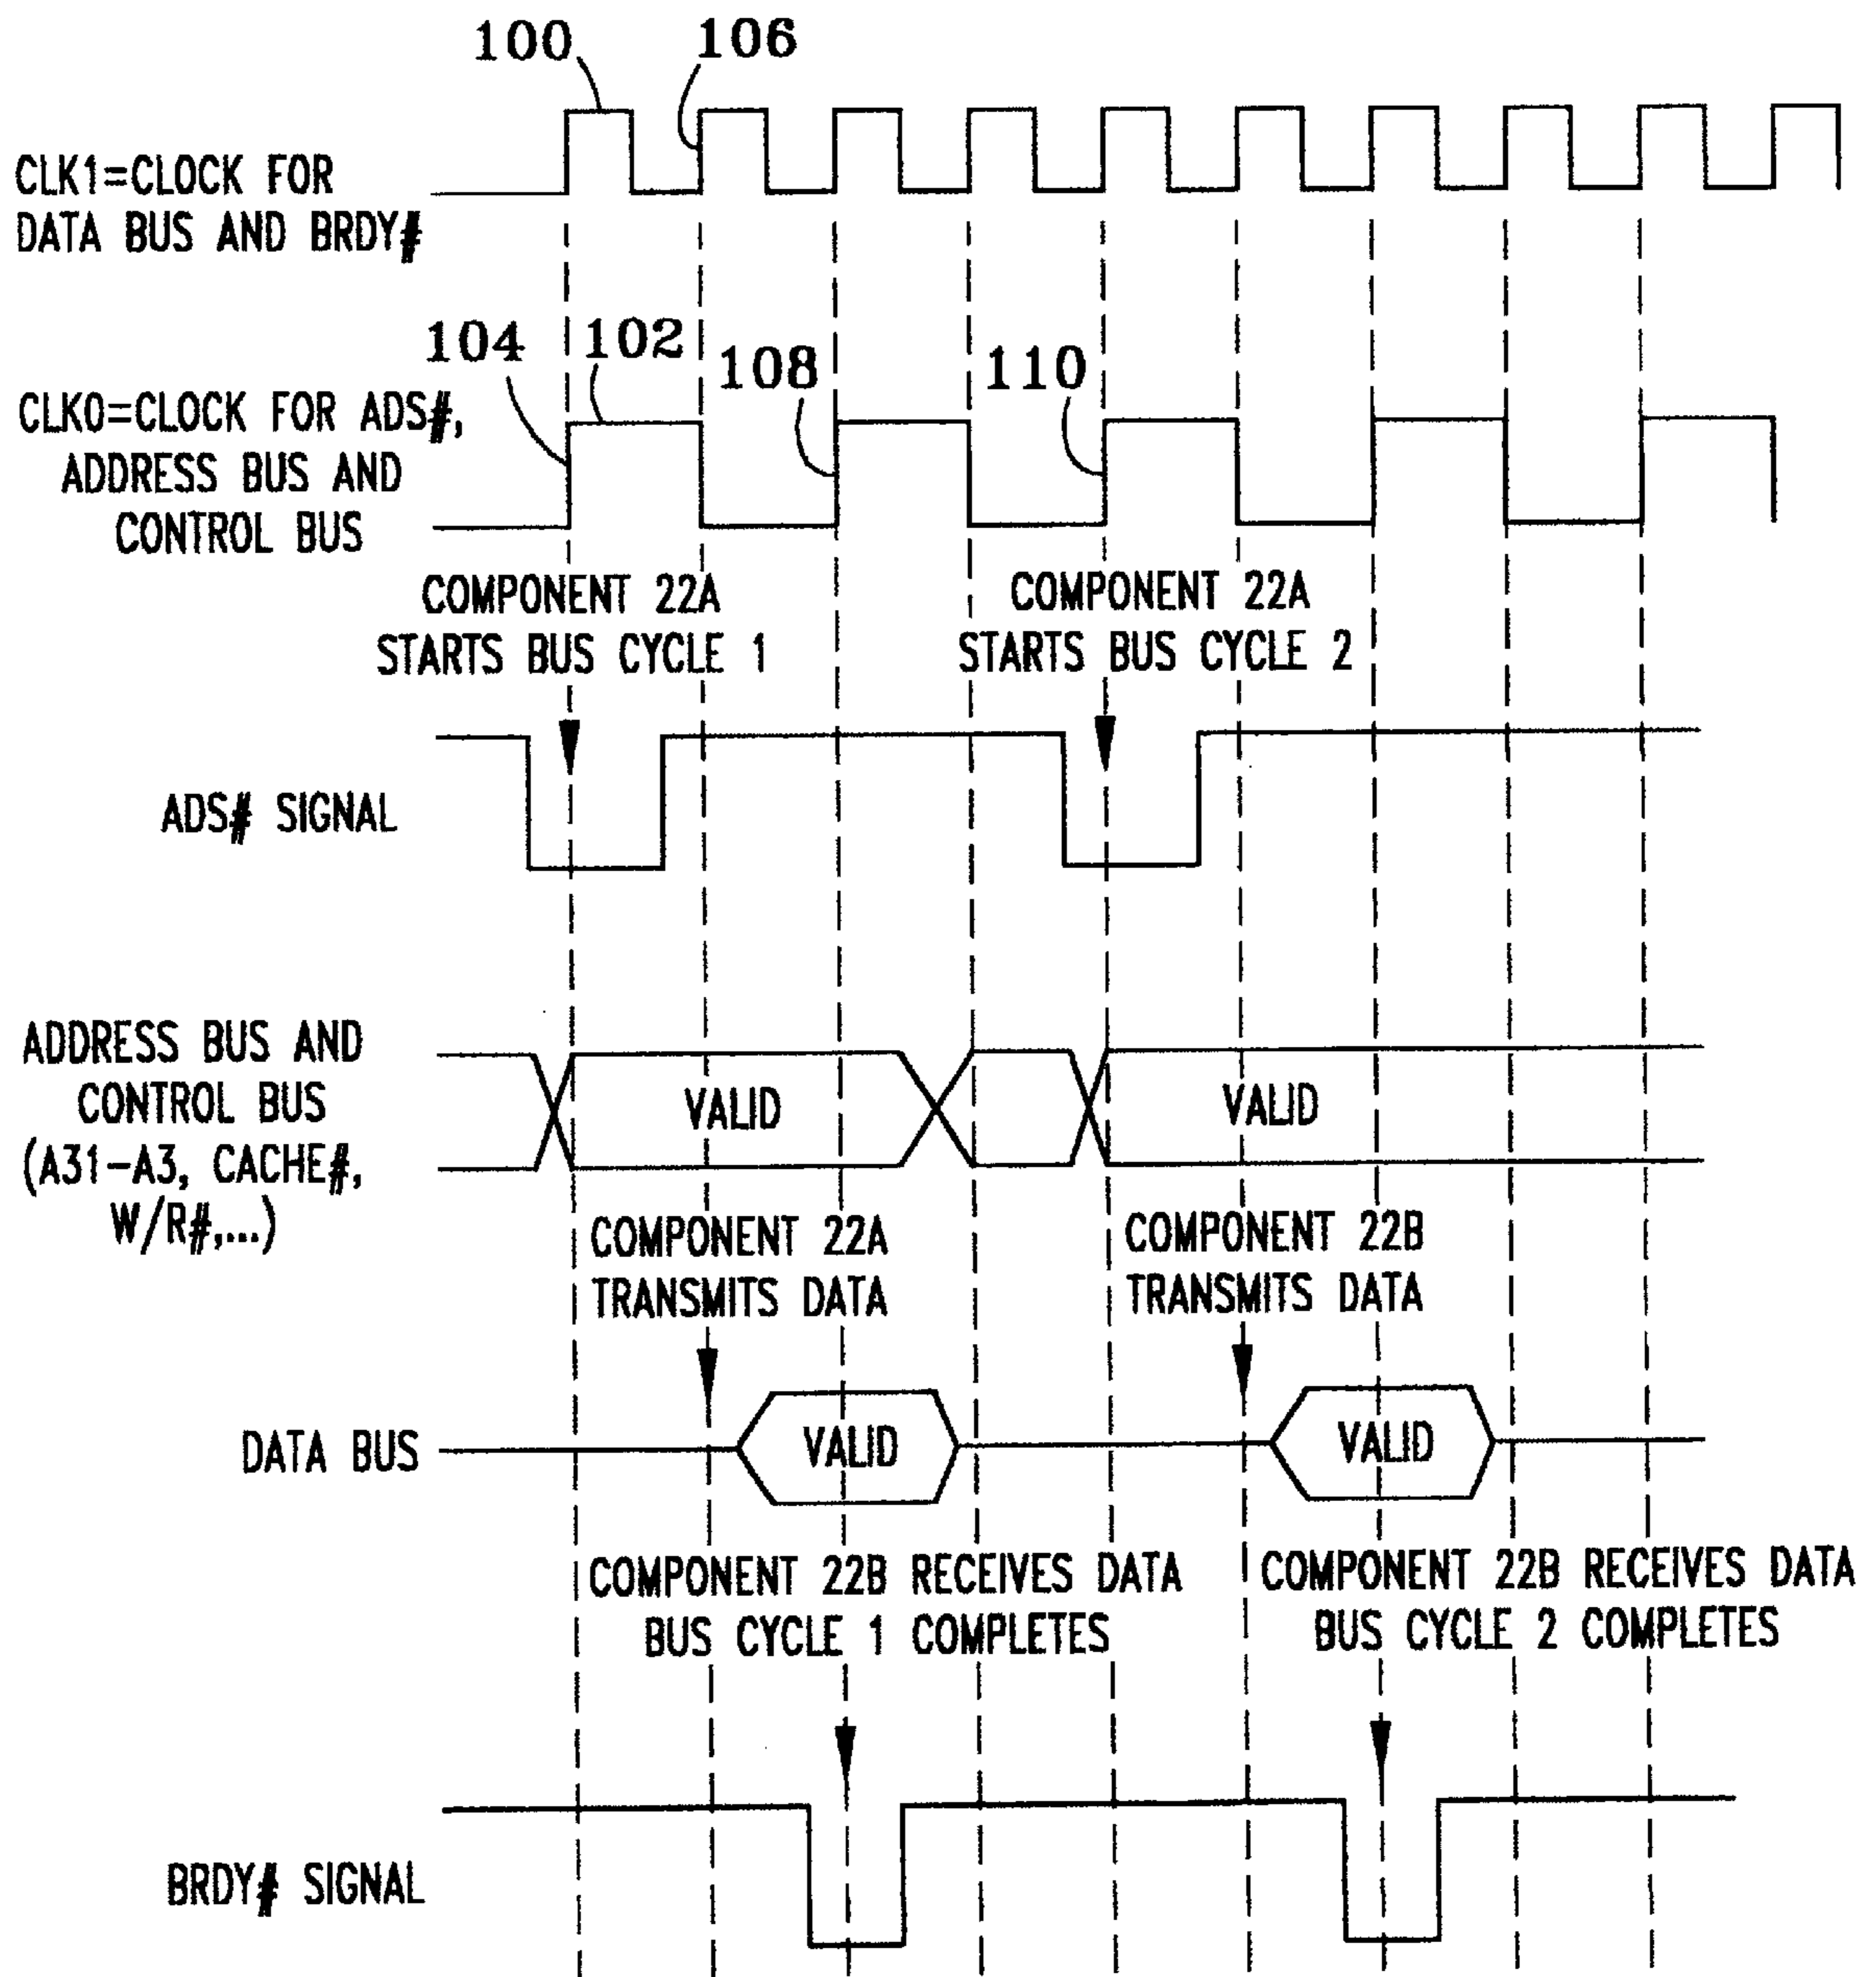 100
106
CLK1=CLOCK FOR
DATA BUS AND BRDY#
104
102
108
110
CLK0=CLOCK FOR ADS#,
ADDRESS BUS AND
CONTROL BUS
COMPONENT 22A
STARTS BUS CYCLE 1
COMPONENT 22A
STARTS BUS CYCLE 2
ADS# SIGNAL
ADDRESS BUS AND
CONTROL BUS
(A31-A3, CACHE#,
W/R#,...)
VALID
VALID
COMPONENT 22A
TRANSMITS DATA
COMPONENT 22B
TRANSMITS DATA
DATA BUS
VALID
VALID
COMPONENT 22B RECEIVES DATA
BUS CYCLE 1 COMPLETES
COMPONENT 22B RECEIVES DATA
BUS CYCLE 2 COMPLETES
BRDY# SIGNAL